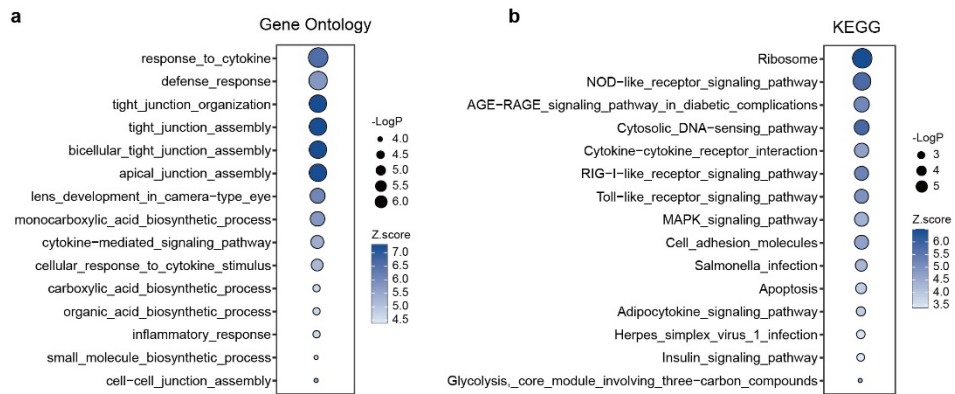 a
Gene Ontology
response_to_cytokine
defense_response
tight_junction_organization
tight_junction_assembly
bicellular_tight_junction_assembly
apical_junction_assembly
lens_development_in_camera-type_eye
monocarboxylic_acid_biosynthetic_process
cytokine-mediated_signaling_pathway
cellular_response_to_cytokine_stimulus
carboxylic_acid_biosynthetic_process
organic_acid_biosynthetic_process
inflammatory_response
small_molecule_biosynthetic_process
cell-cell_junction_assembly
-LogP
4.0
4.5
5.0
5.5
6.0
Z.score
7.0
6.5
6.0
5.5
5.0
4.5
b
KEGG
Ribosome
NOD-like_receptor_signaling_pathway
AGE-RAGE_signaling_pathway_in_diabetic_complications
Cytosolic_DNA-sensing_pathway
Cytokine-cytokine_receptor_interaction
RIG-I-like_receptor_signaling_pathway
Toll-like_receptor_signaling_pathway
MAPK_signaling_pathway
Cell_adhesion_molecules
Salmonella_infection
Apoptosis
Adipocytokine_signaling_pathway
Herpes_simplex_virus_1_infection
Insulin_signaling_pathway
Glycolysis,_core_module_involving_three-carbon_compounds
-LogP
3
4
5
Z.score
6.0
5.5
5.0
4.5
4.0
3.5